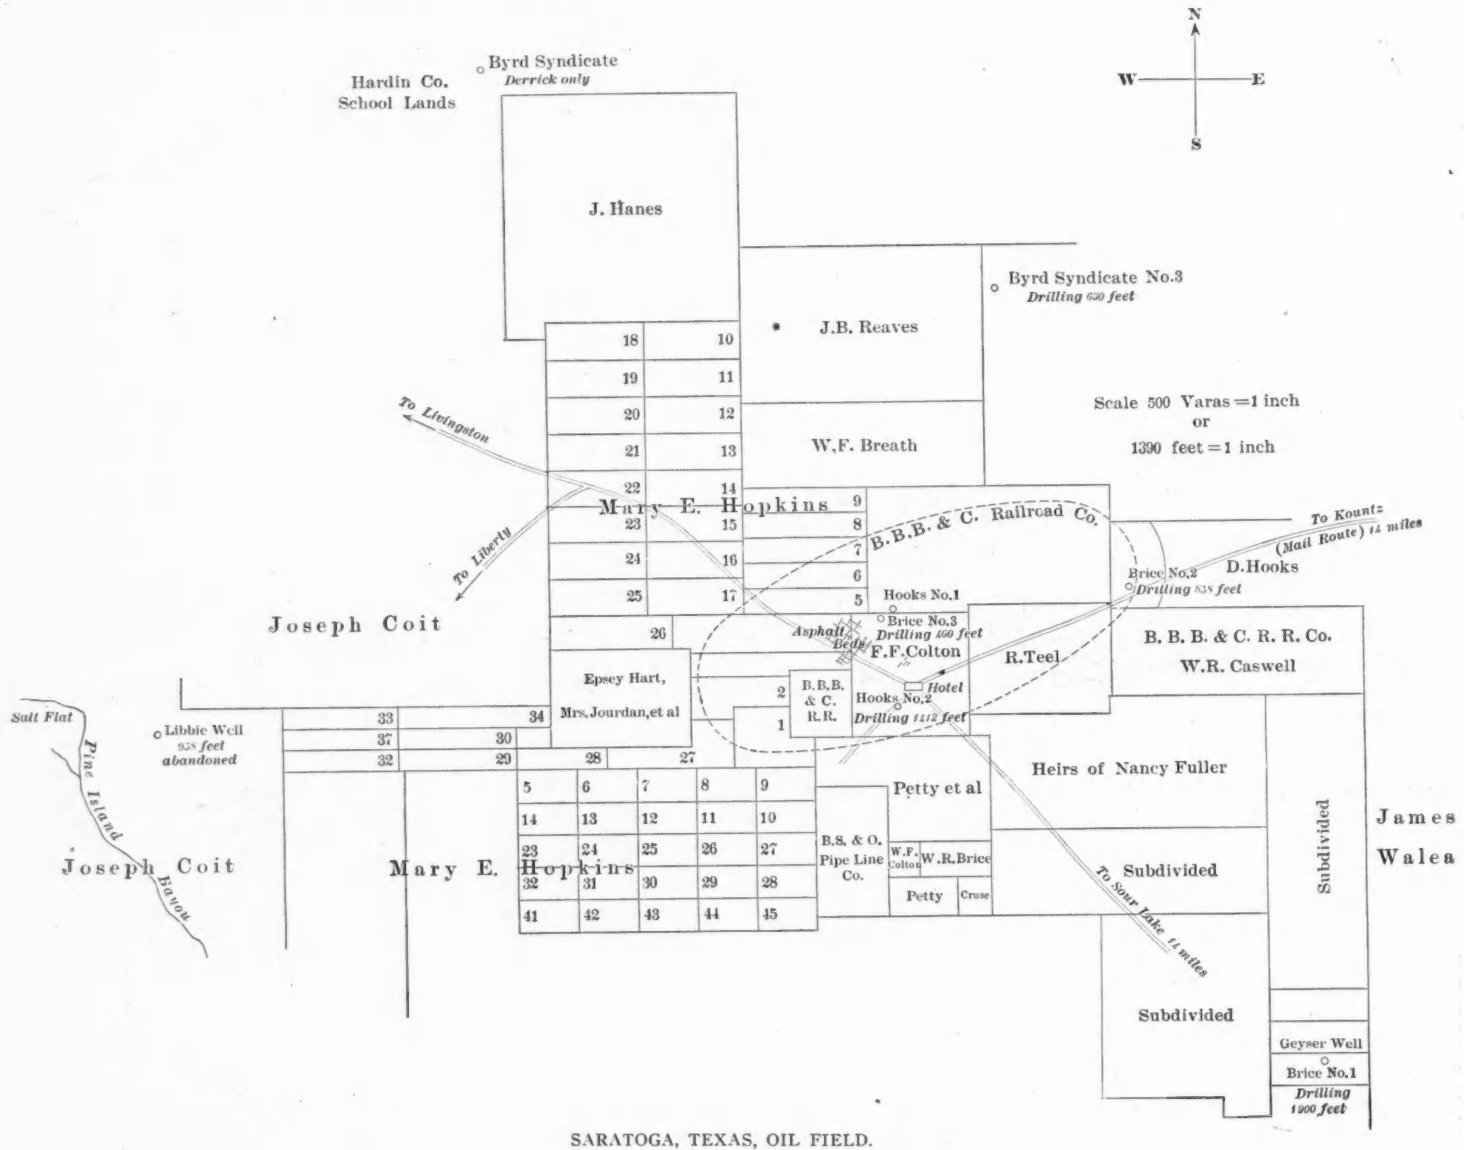 N
W E
S
Byrd Syndicate
Derrick only
Hardin Co.
School Lands
J. Hanes
Byrd Syndicate No.3
Drilling 630 feet
J.B. Reaves
18 10
19 11
20 12
21 13
22 14
23 15
24 16
25 17
To Livingston
To Liberty
Scale 500 Varas = 1 inch
or
1390 feet = 1 inch
W.F. Breath
Mary E. Hopkins
9
8
7
6
5
B.B.B. & C. Railroad Co.
To Kountz
(Mail Route) 14 miles
D.Hooks
Brice No.2
Drilling 858 feet
Hooks No.1
Brice No.3
Drilling 460 feet
Asphalt
Beds
F.F.Colton
R.Teel
B. B. B. & C. R. R. Co.
W.R. Caswell
Joseph Coit
26
Epsey Hart,
Mrs.Jourdan,et al
2
1
B.B.B.
& C.
R.R.
Hotel
Hooks No.2
Drilling 1412 feet
Salt Flat
Libbie Well
958 feet
abandoned
33 34
37 30
32 29 28 27
Pine Island
Bayou
Joseph Coit
Mary E. Hopkins
5 6 7 8 9
14 13 12 11 10
23 24 25 26 27
32 31 30 29 28
41 42 43 44 45
Petty et al
Heirs of Nancy Fuller
B.S. & O.
Pipe Line
Co.
W.F.
Colton
W.R.Brice
Petty
Cruse
Subdivided
Subdivided
James
Walea
To Sour Lake 14 miles
Subdivided
Geyser Well
Brice No.1
Drilling
1900 feet
SARATOGA, TEXAS, OIL FIELD.